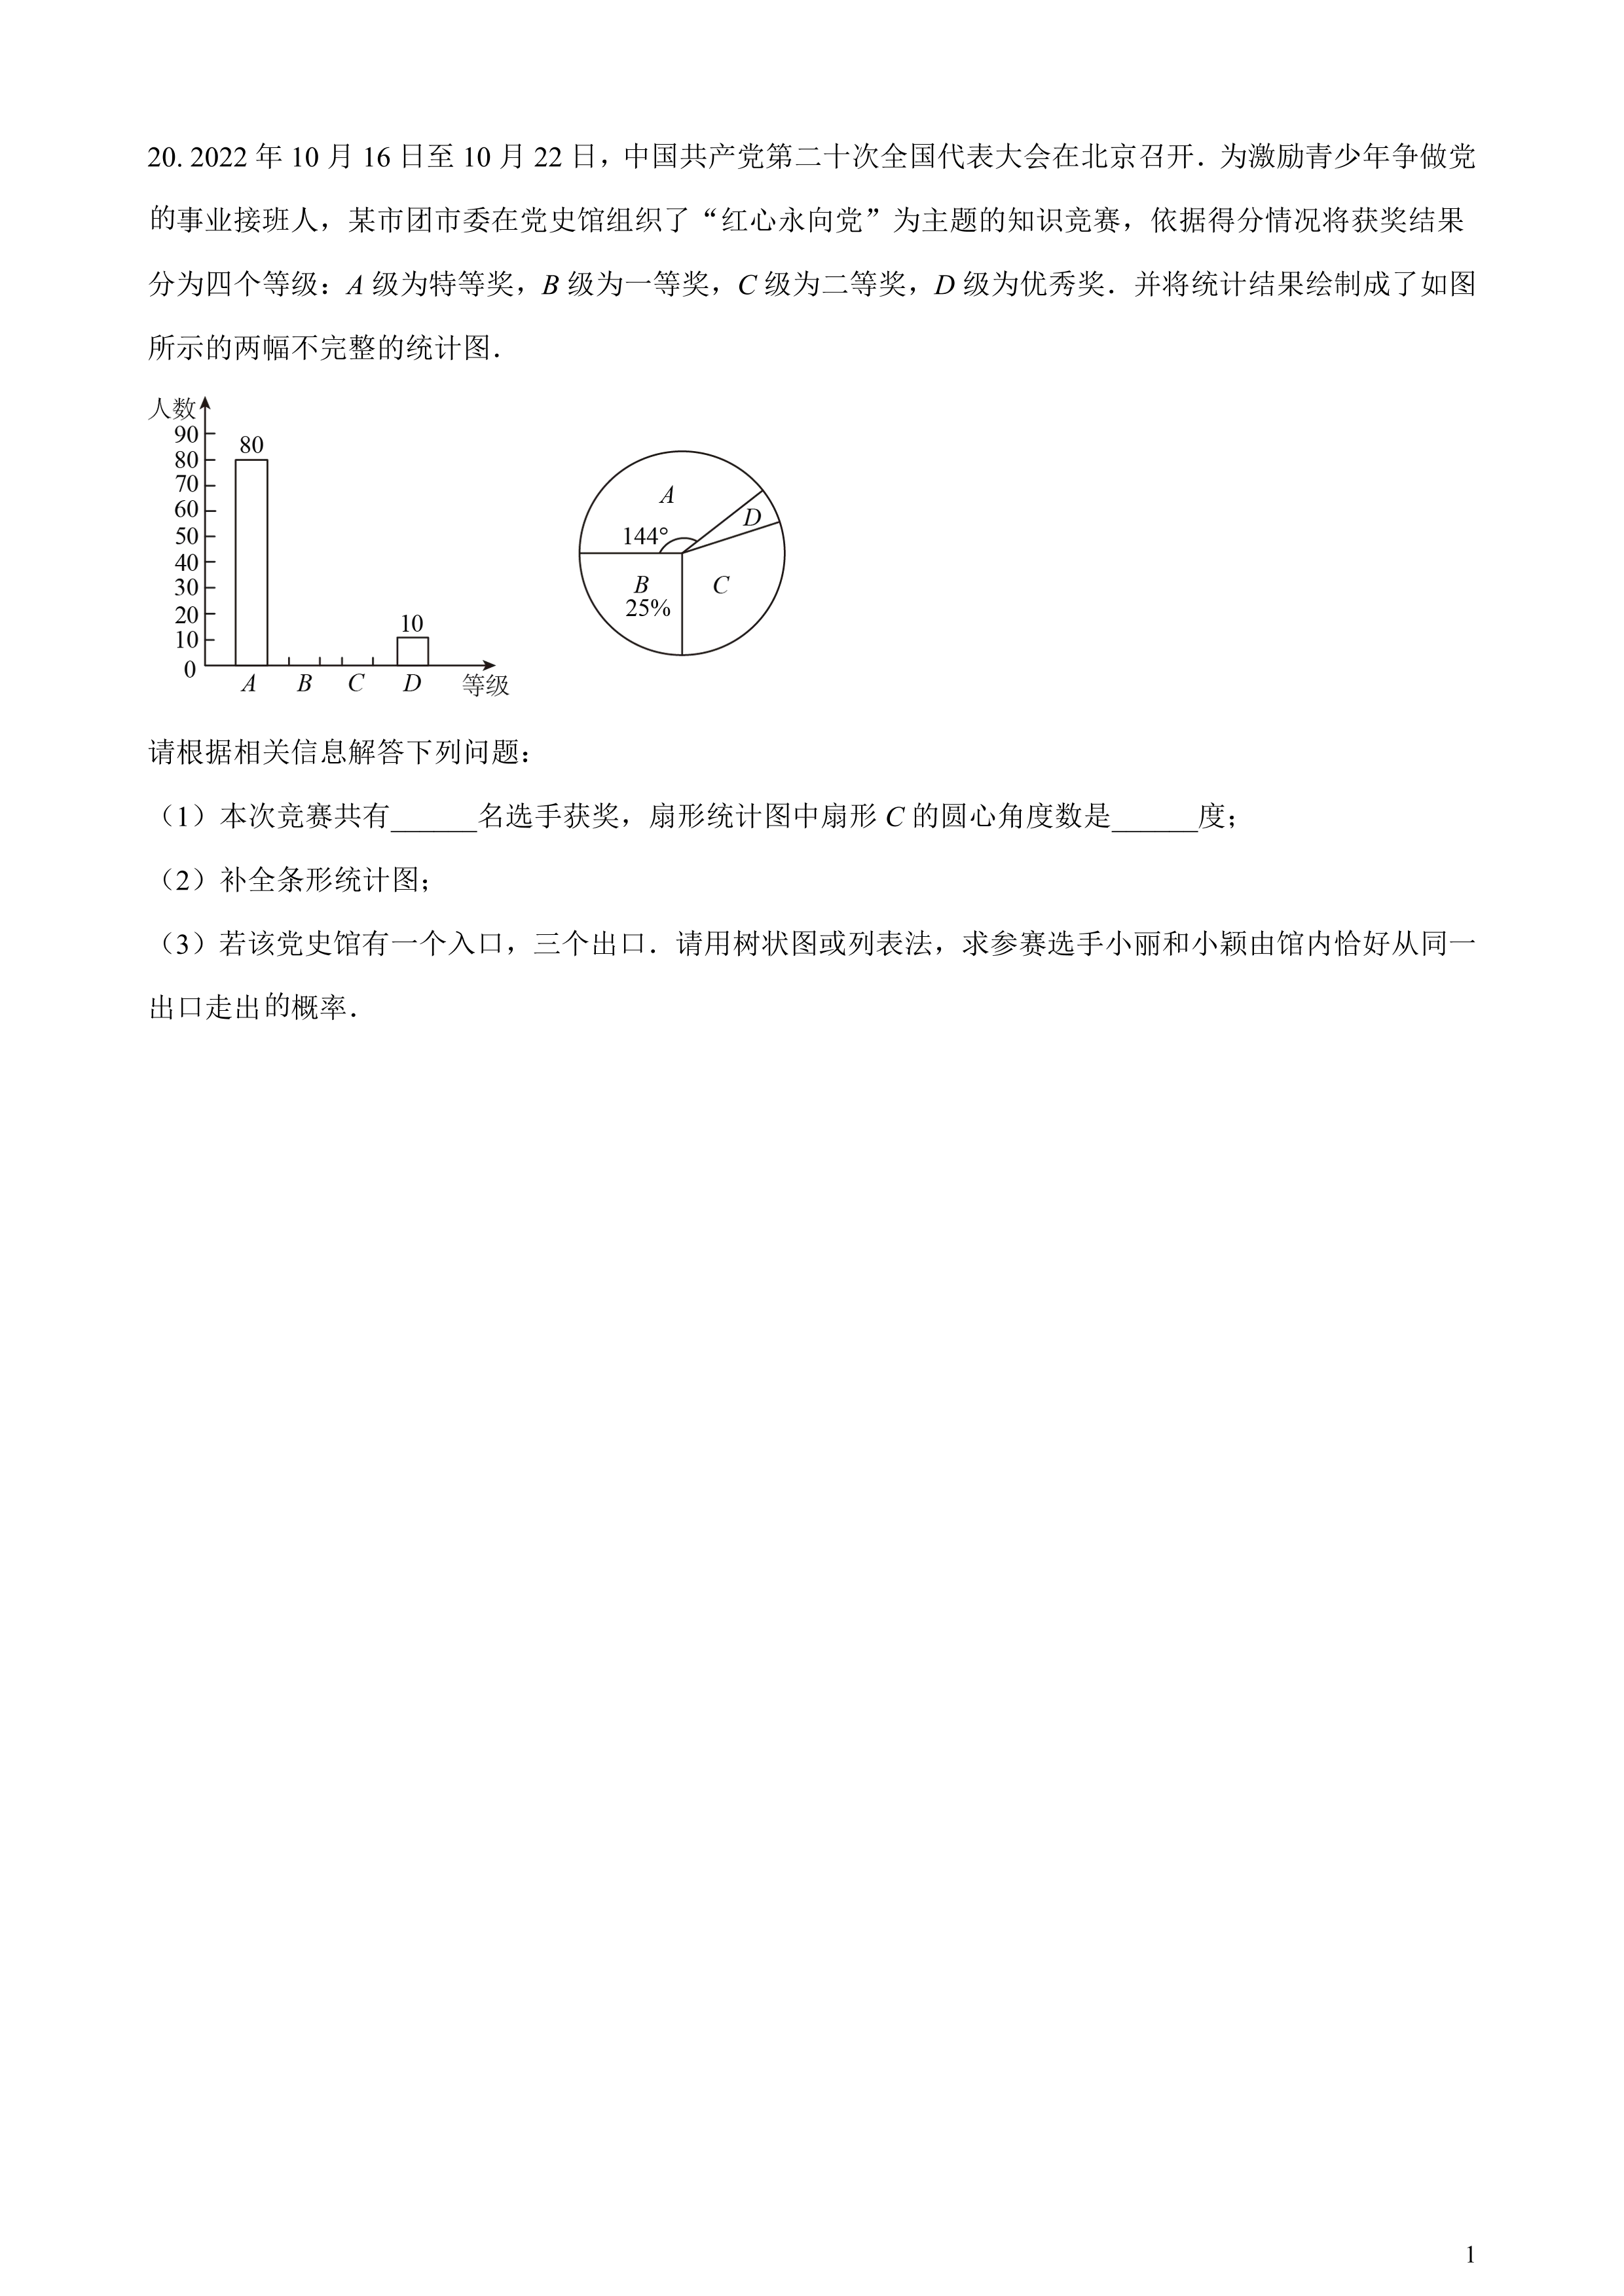 20. 2022 年 10 月 16 日至 10 月 22 日，中国共产党第二十次全国代表大会在北京召开．为激励青少年争做党
的事业接班人，某市团市委在党史馆组织了“红心永向党”为主题的知识竞赛，依据得分情况将获奖结果
分为四个等级：A 级为特等奖，B 级为一等奖，C 级为二等奖，D 级为优秀奖．并将统计结果绘制成了如图
所示的两幅不完整的统计图．
人数
90
80
70
60
50
40
30
20
10
0
80
10
A B C D 等级
A
144°
D
B
25%
C
请根据相关信息解答下列问题：
（1）本次竞赛共有______名选手获奖，扇形统计图中扇形 C 的圆心角度数是______度；
（2）补全条形统计图；
（3）若该党史馆有一个入口，三个出口．请用树状图或列表法，求参赛选手小丽和小颖由馆内恰好从同一
出口走出的概率．
1